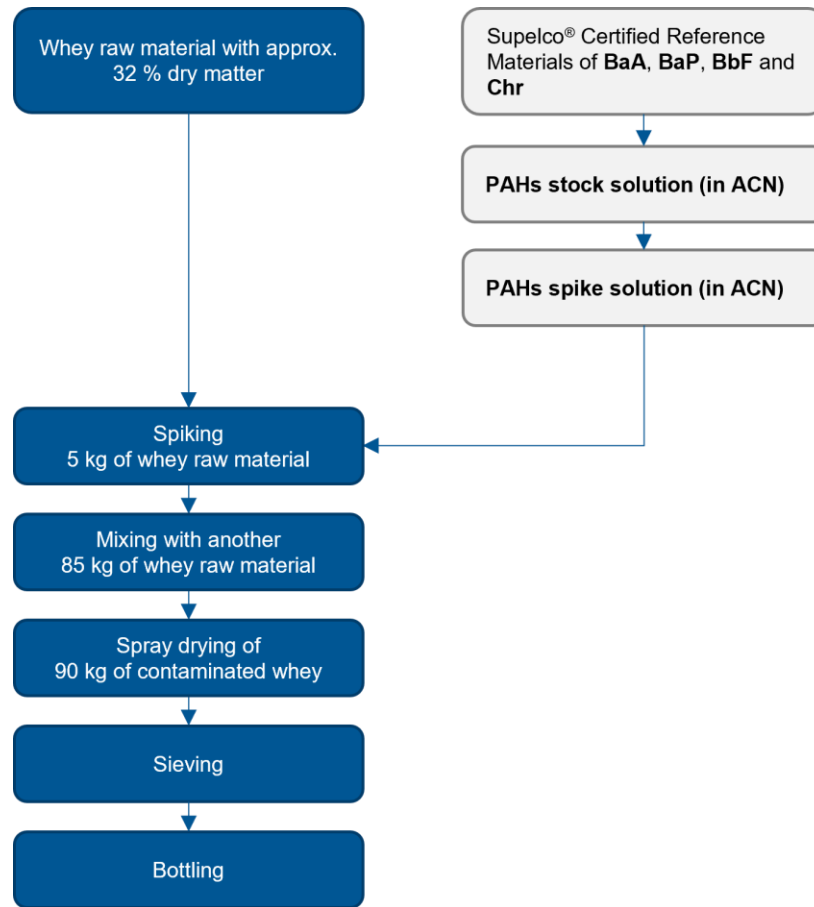 Whey raw material with approx.
32 % dry matter
Supelco® Certified Reference
Materials of BaA, BaP, BbF and
Chr
PAHs stock solution (in ACN)
PAHs spike solution (in ACN)
Spiking
5 kg of whey raw material
Mixing with another
85 kg of whey raw material
Spray drying of
90 kg of contaminated whey
Sieving
Bottling